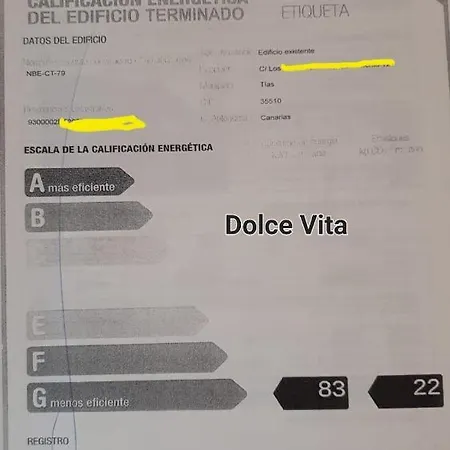 CALIFICACIÓN ENERGÉTICA
DEL EDIFICIO TERMINADO ETIQUETA
DATOS DEL EDIFICIO
Edificio existente
NBE-CT-79
C/ Los
Tías
35510
9300002
Canarias
ESCALA DE LA CALIFICACIÓN ENERGÉTICA
A más eficiente
B
Dolce Vita
E
F
G menos eficiente 83 22
REGISTRO